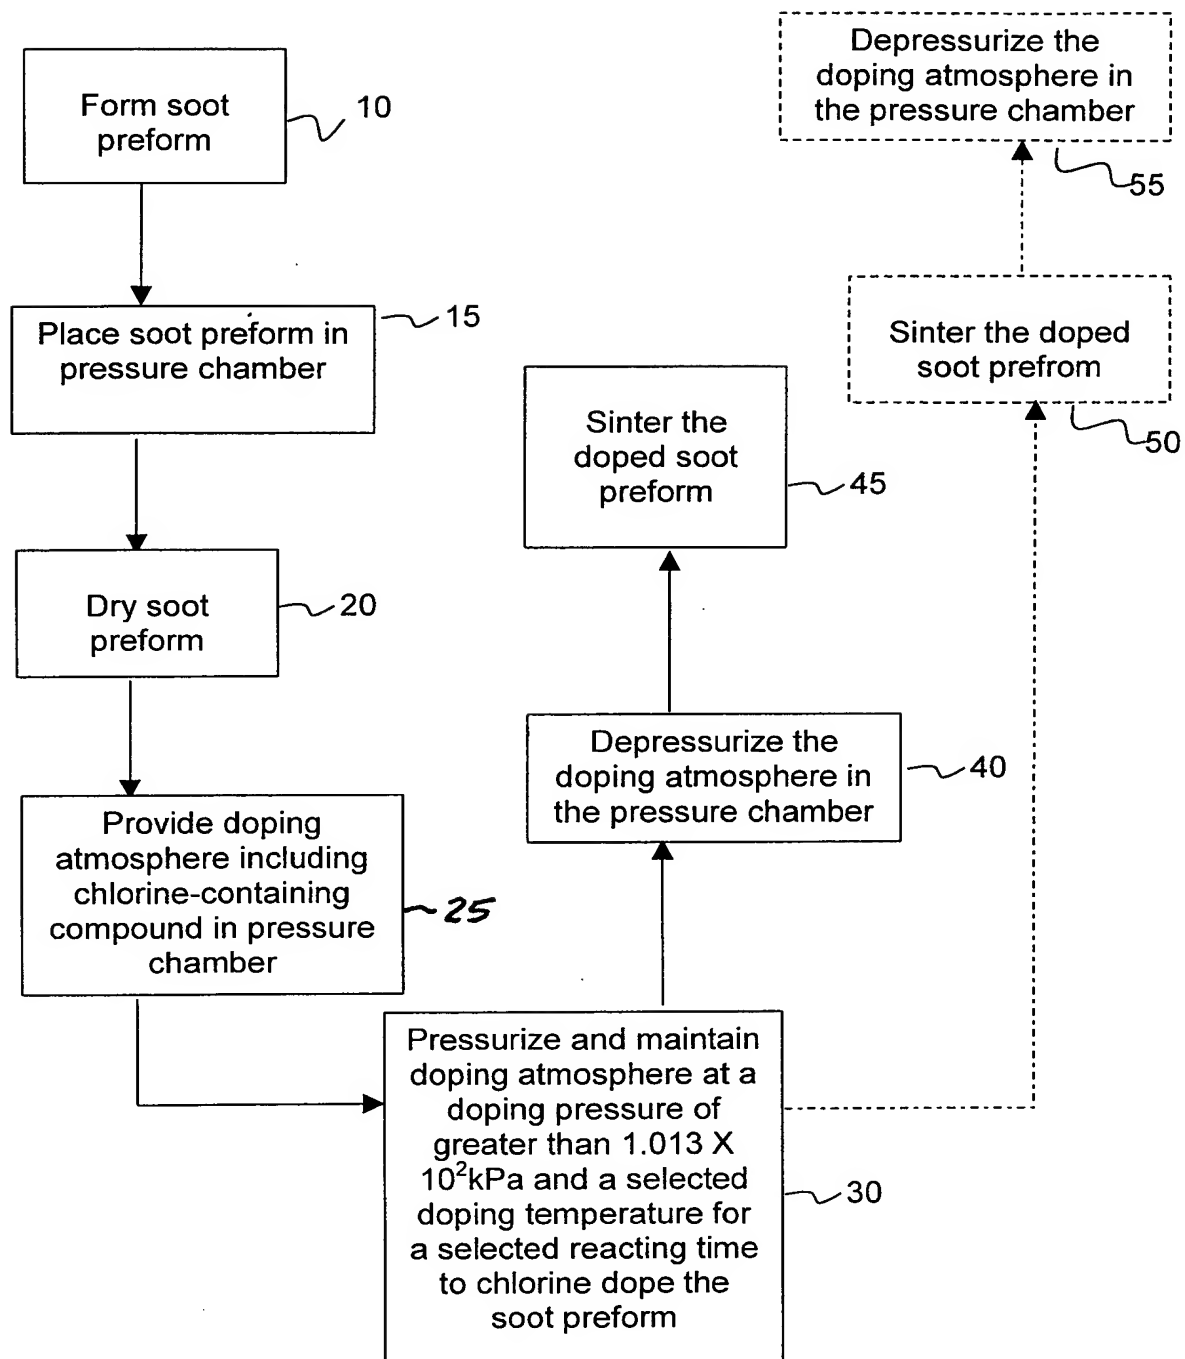 Form soot
preform
10
Place soot preform in
pressure chamber
15
Dry soot
preform
20
Provide doping
atmosphere including
chlorine-containing
compound in pressure
chamber
25
Pressurize and maintain
doping atmosphere at a
doping pressure of
greater than 1.013 X
10²kPa and a selected
doping temperature for
a selected reacting time
to chlorine dope the
soot preform
30
Depressurize the
doping atmosphere in
the pressure chamber
40
Sinter the
doped soot
preform
45
Sinter the doped
soot prefrom
50
Depressurize the
doping atmosphere in
the pressure chamber
55